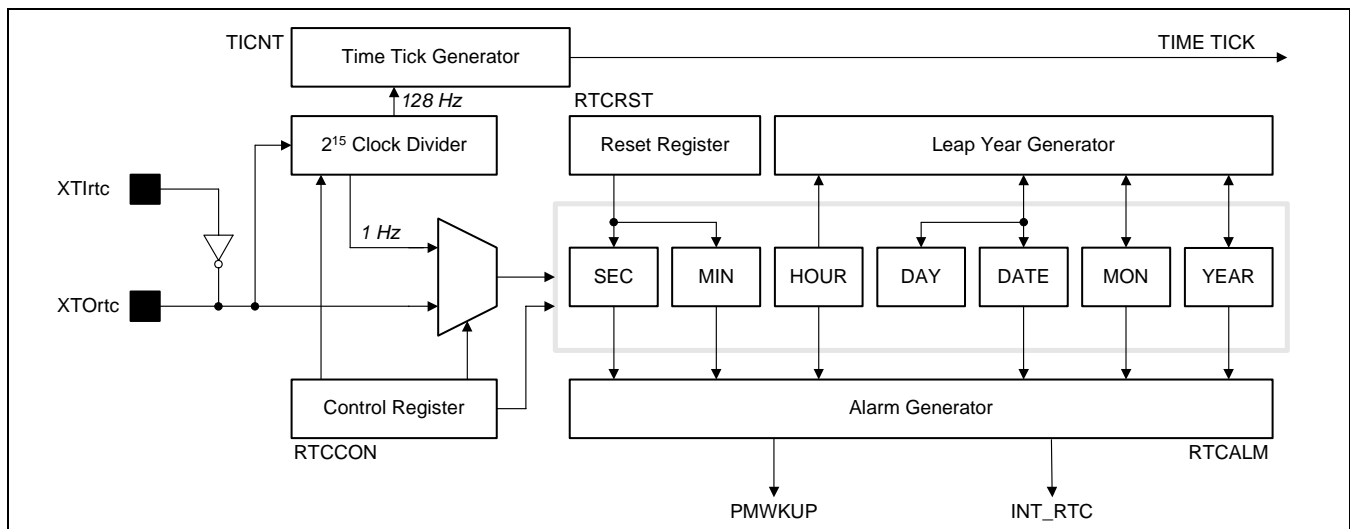 TICNT
Time Tick Generator
TIME TICK
128 Hz
RTCRST
2¹⁵ Clock Divider
Reset Register
Leap Year Generator
XTIrtc
1 Hz
SEC
MIN
HOUR
DAY
DATE
MON
YEAR
XTOrtc
Control Register
Alarm Generator
RTCCON
RTCALM
PMWKUP
INT_RTC